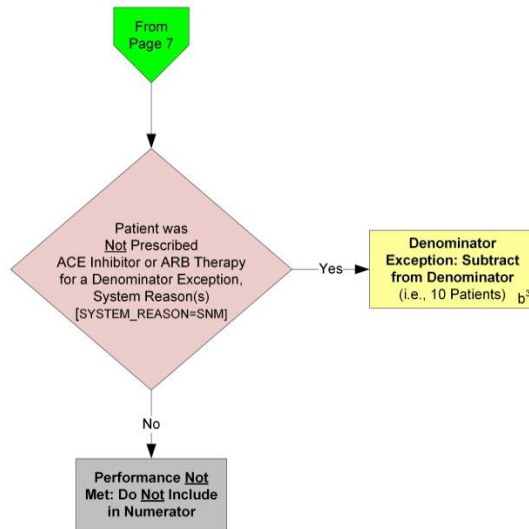 From
Page 7
Patient was
Not Prescribed
ACE Inhibitor or ARB Therapy
for a Denominator Exception,
System Reason(s)
[SYSTEM_REASON=SNM]
Yes
Denominator
Exception: Subtract
from Denominator
(i.e., 10 Patients) b³
No
Performance Not
Met: Do Not Include
in Numerator